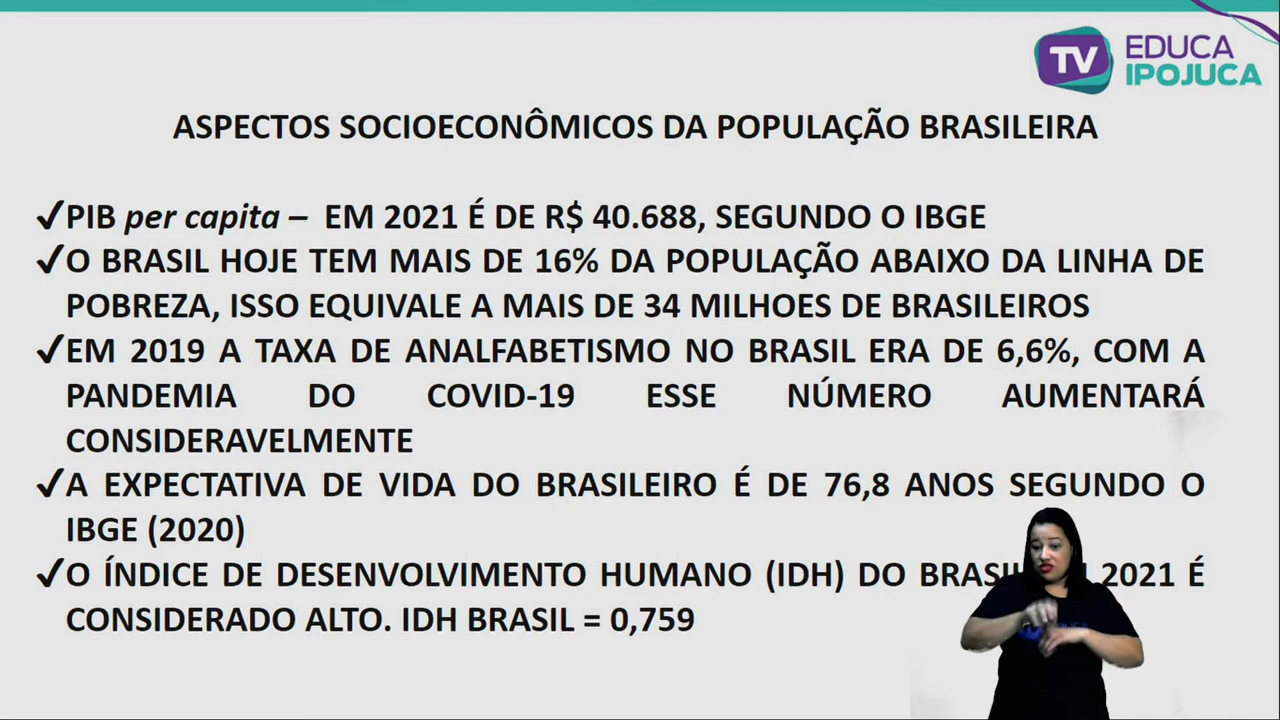 TV EDUCA
IPOJUCA
ASPECTOS SOCIOECONÔMICOS DA POPULAÇÃO BRASILEIRA
✓PIB per capita – EM 2021 É DE R$ 40.688, SEGUNDO O IBGE
✓O BRASIL HOJE TEM MAIS DE 16% DA POPULAÇÃO ABAIXO DA LINHA DE
POBREZA, ISSO EQUIVALE A MAIS DE 34 MILHOES DE BRASILEIROS
✓EM 2019 A TAXA DE ANALFABETISMO NO BRASIL ERA DE 6,6%, COM A
PANDEMIA DO COVID-19 ESSE NÚMERO AUMENTARÁ
CONSIDERAVELMENTE
✓A EXPECTATIVA DE VIDA DO BRASILEIRO É DE 76,8 ANOS SEGUNDO O
IBGE (2020)
✓O ÍNDICE DE DESENVOLVIMENTO HUMANO (IDH) DO 2021 É
CONSIDERADO ALTO. IDH BRASIL = 0,759